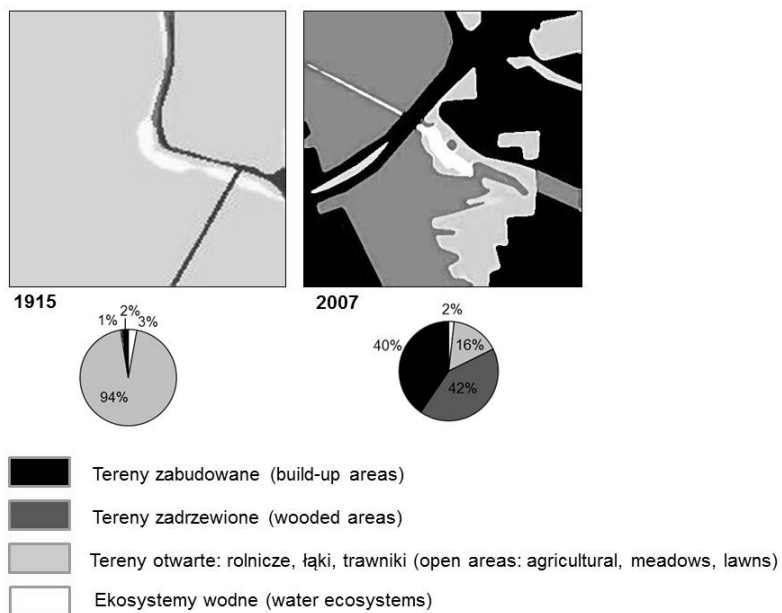 1915
2007
1%
2%
3%
94%
2%
40%
16%
42%
Tereny zabudowane (build-up areas)
Tereny zadrzewione (wooded areas)
Tereny otwarte: rolnicze, łąki, trawniki (open areas: agricultural, meadows, lawns)
Ekosystemy wodne (water ecosystems)